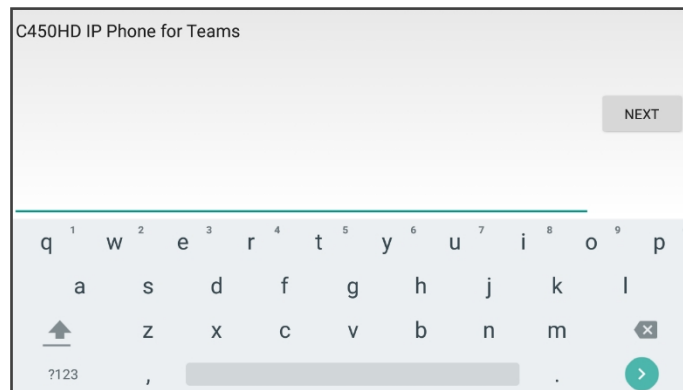 C450HD IP Phone for Teams
NEXT
q 1 w 2 e 3 r 4 t 5 y 6 u 7 i 8 o 9 p
a s d f g h j k l
z x c v b n m
?123 , .